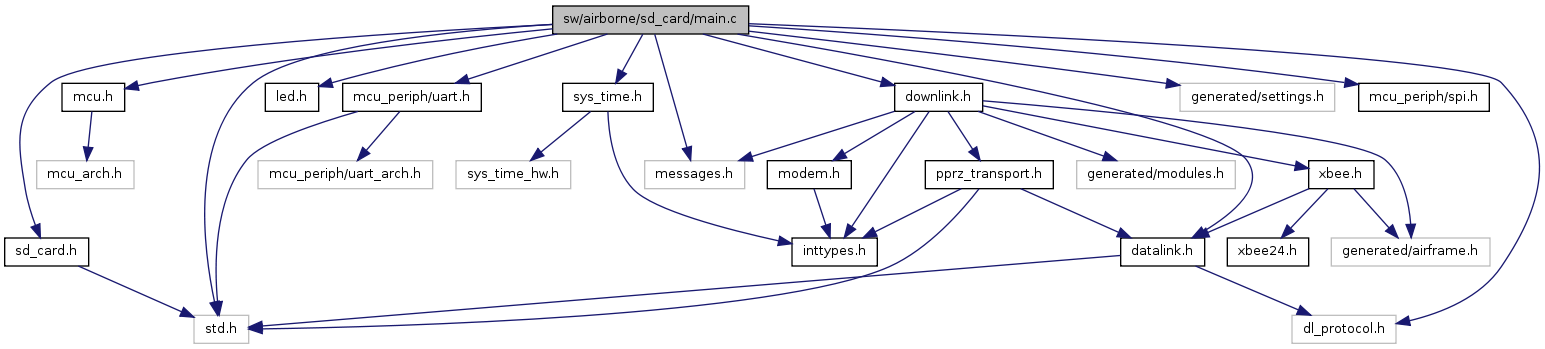 sw/airborne/sd_card/main.c
mcu.h
led.h
mcu_periph/uart.h
sys_time.h
downlink.h
generated/settings.h
mcu_periph/spi.h
mcu_arch.h
mcu_periph/uart_arch.h
sys_time_hw.h
messages.h
modem.h
pprz_transport.h
generated/modules.h
xbee.h
sd_card.h
inttypes.h
datalink.h
xbee24.h
generated/airframe.h
std.h
dl_protocol.h